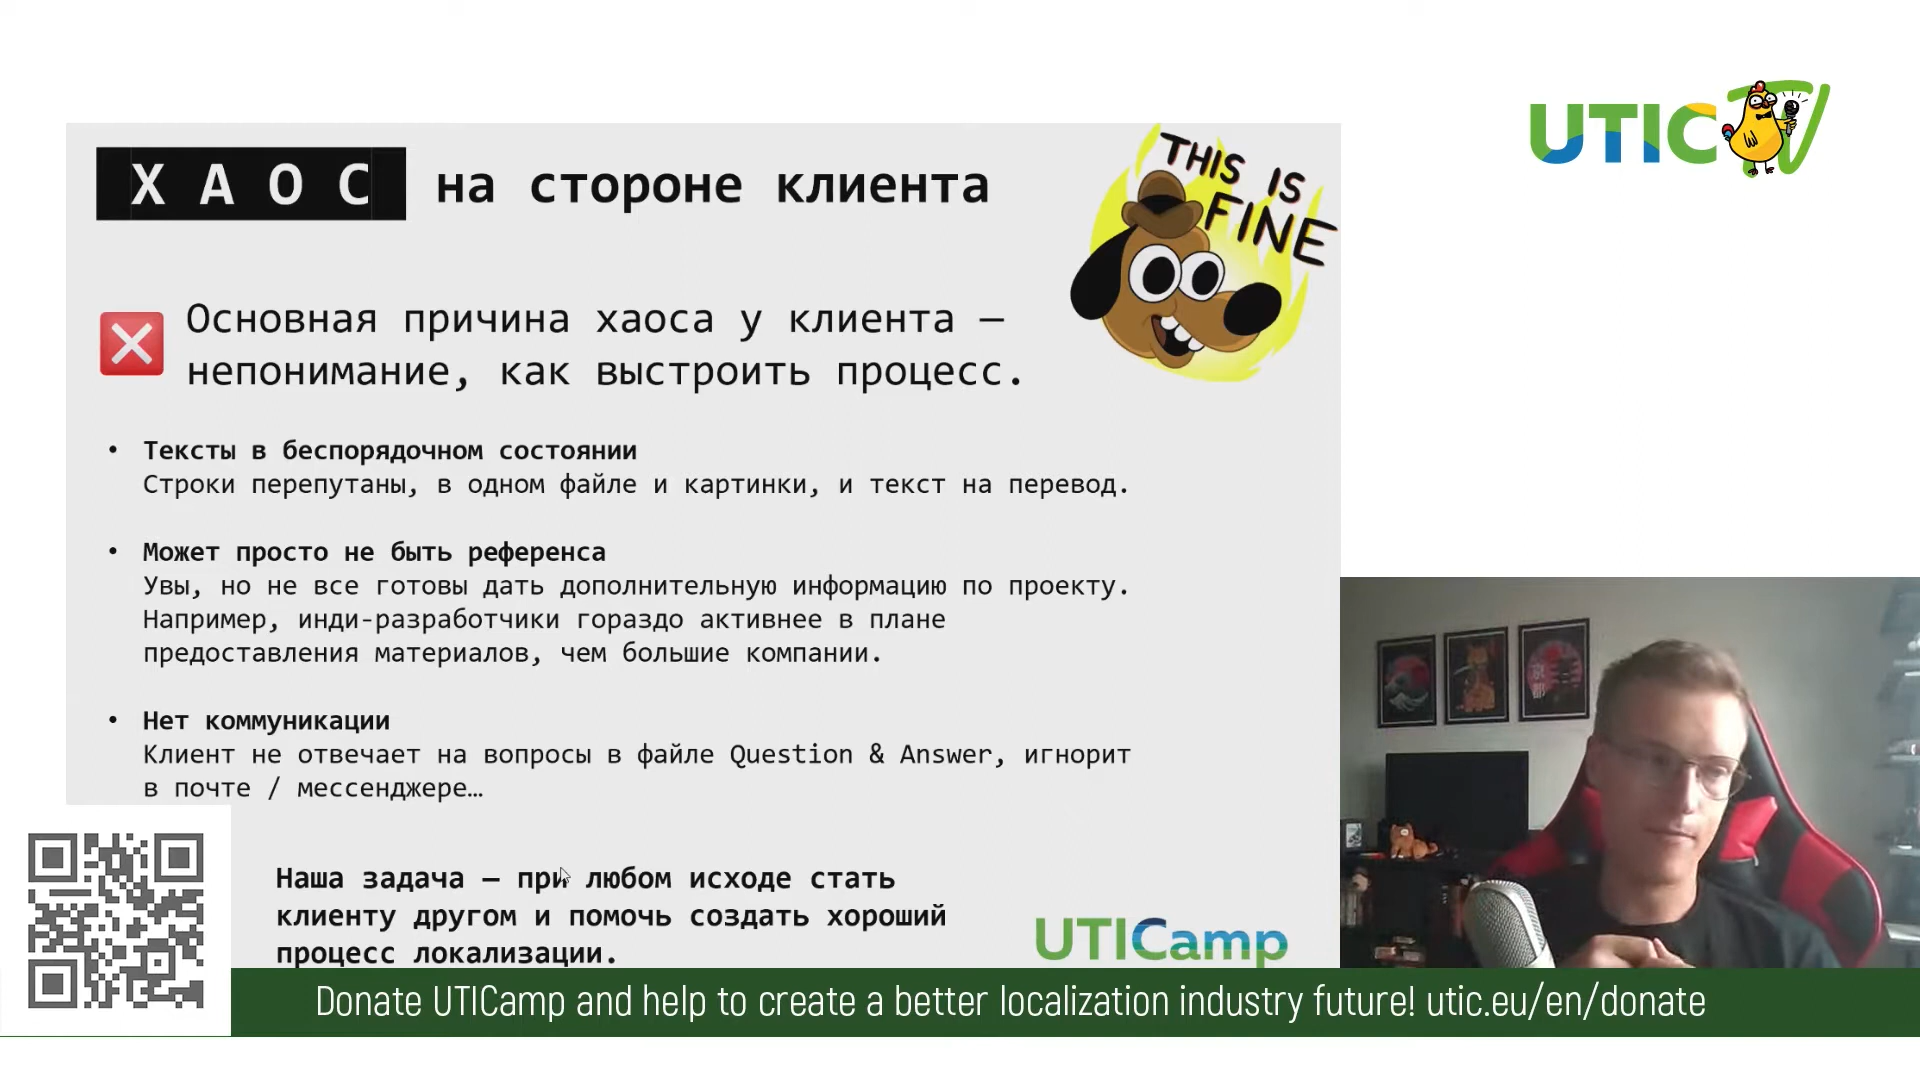 ХАОС на стороне клиента
THIS IS
FINE
UTIC TV
Основная причина хаоса у клиента —
непонимание, как выстроить процесс.
• Тексты в беспорядочном состоянии
Строки перепутаны, в одном файле и картинки, и текст на перевод.
• Может просто не быть референса
Увы, но не все готовы дать дополнительную информацию по проекту.
Например, инди-разработчики гораздо активнее в плане
предоставления материалов, чем большие компании.
• Нет коммуникации
Клиент не отвечает на вопросы в файле Question & Answer, игнорит
в почте / мессенджере…
Наша задача — при любом исходе стать
клиенту другом и помочь создать хороший
процесс локализации.
UTICamp
Donate UTICamp and help to create a better localization industry future! utic.eu/en/donate